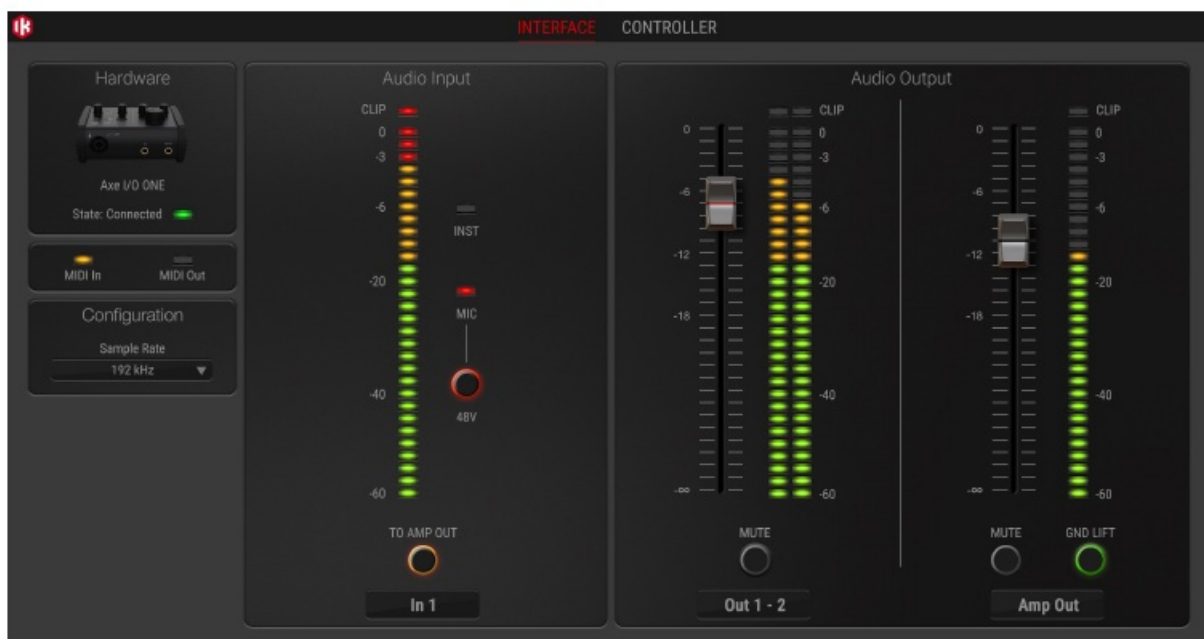 IK
INTERFACE CONTROLLER
Hardware
Axe I/O ONE
State: Connected
MIDI In MIDI Out
Configuration
Sample Rate
192 kHz
Audio Input
CLIP
0
-3
-6
INST
-20
MIC
-40
48V
-60
TO AMP OUT
In 1
Audio Output
CLIP
0 0
-3
-6 -6
-12
-20
-18
-40
-∞ -60
MUTE
Out 1 - 2
CLIP
0 0
-3
-6 -6
-12
-20
-18
-40
-∞ -60
MUTE GND LIFT
Amp Out